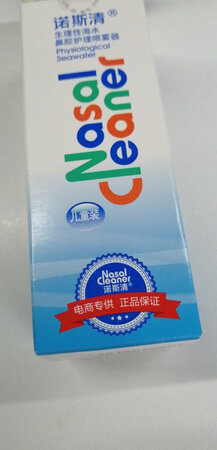 诺斯清®
生理性海水
鼻腔护理喷雾器
Physiological
Seawater
Nasal
cleaner
儿童装
Nasal
Cleaner
诺斯清®
电商专供 正品保证